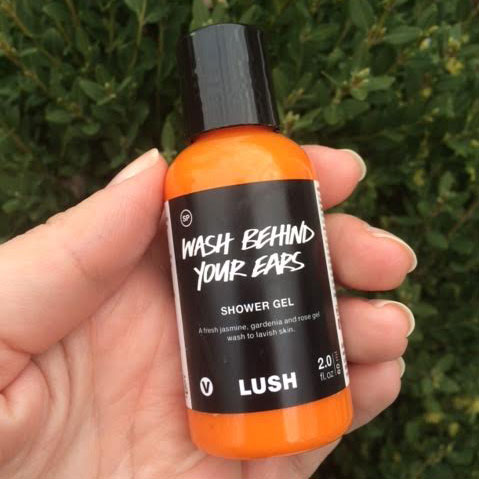 SP
WASH BEHIND
YOUR EARS
SHOWER GEL
A fresh jasmine, gardenia and rose gel
wash to lavish skin.
V
LUSH
2.0
fl.oz